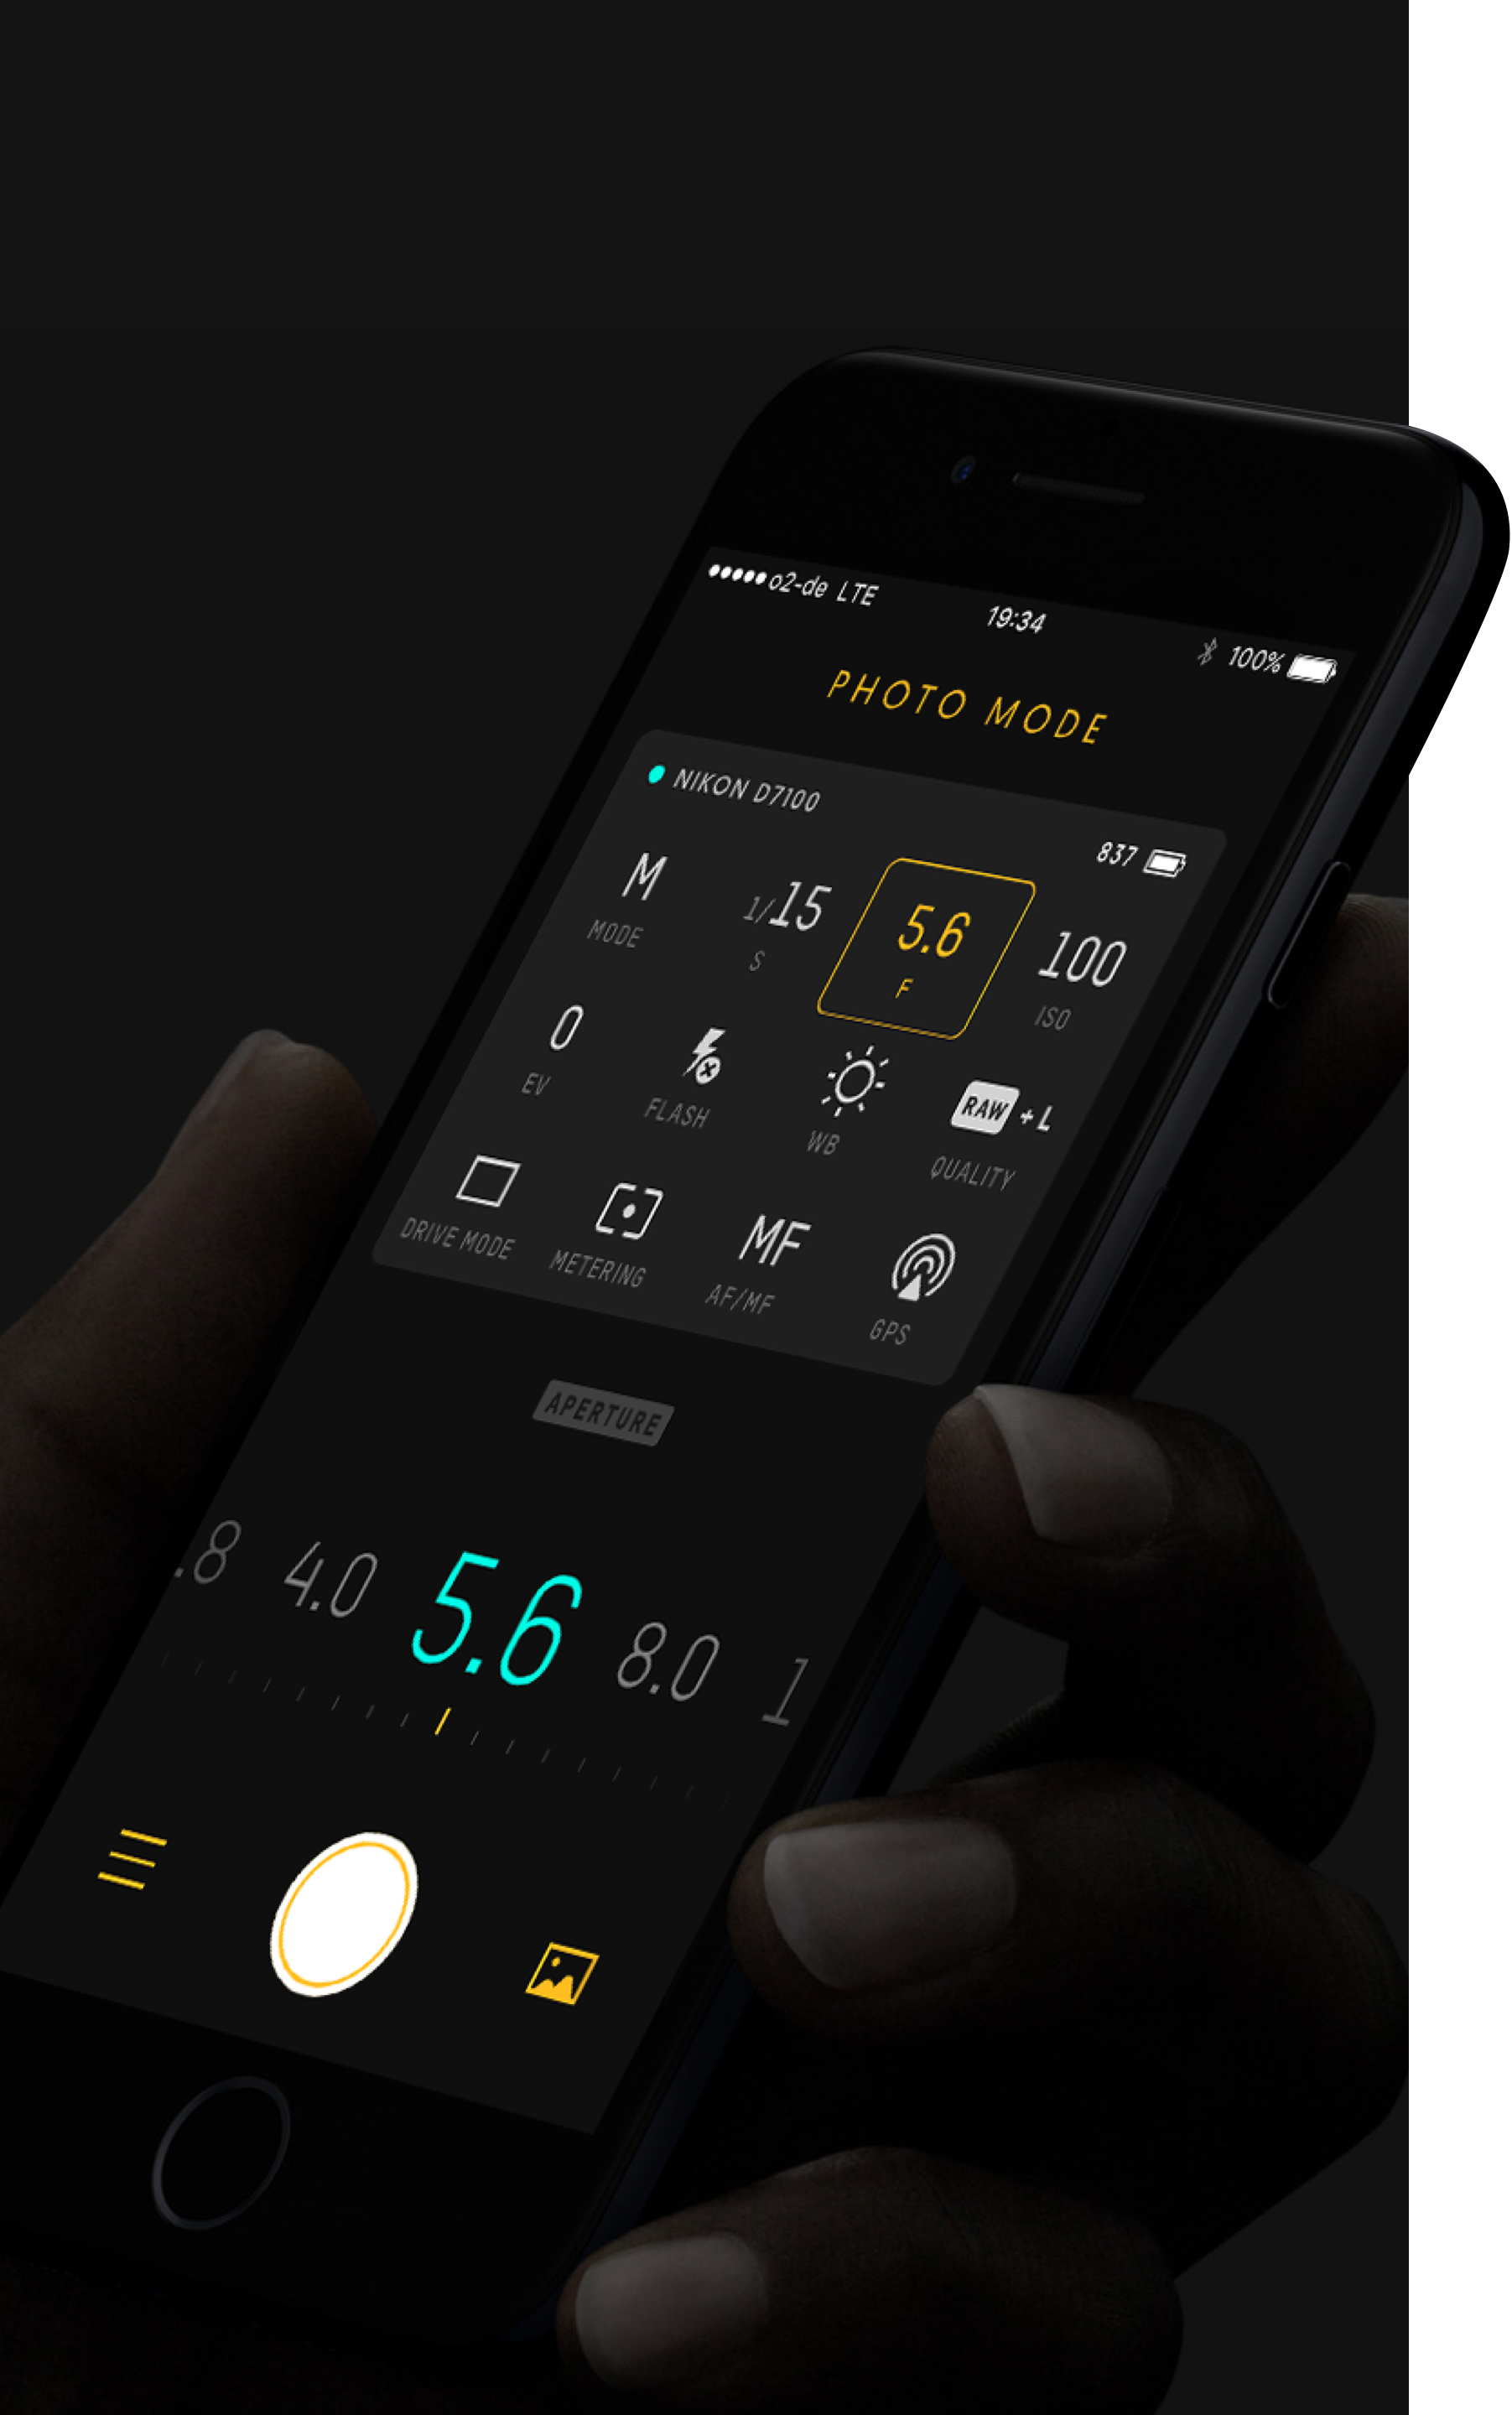 o2-de LTE 19:34 100%
PHOTO MODE
NIKON D7100 837
M 1/15 5.6 100
MODE S F ISO
0 RAW + L
EV FLASH WB QUALITY
MF
DRIVE MODE METERING AF/MF GPS
APERTURE
.8 4.0 5.6 8.0 1